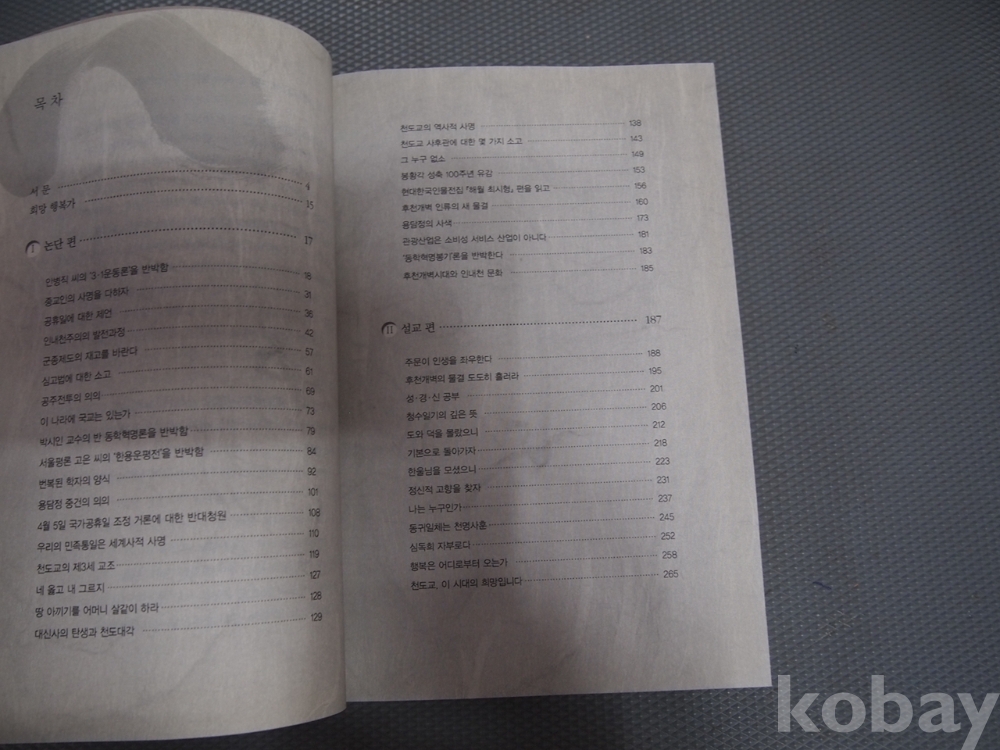 목 차
서 문 4
희망 행복가 15
I 논단 편 17
안병직 씨의 '3·1운동론'을 반박함 18
종교인의 사명을 다하자 31
공휴일에 대한 제언 36
인내천주의의 발전과정 42
군종제도의 재고를 바란다 57
심고법에 대한 소고 61
공주전투의 의의 69
이 나라에 국교는 있는가 73
박시인 교수의 반 동학혁명론을 반박함 79
서울평론 고은 씨의 '한용운평전'을 반박함 84
번복된 학자의 양식 92
용담정 중건의 의의 101
4월 5일 국가공휴일 조정 거론에 대한 반대청원 108
우리의 민족통일은 세계사적 사명 110
천도교의 제3세 교조 119
네 옳고 내 그르지 127
땅 아끼기를 어머니 살같이 하라 128
대신사의 탄생과 천도대각 129
천도교의 역사적 사명 138
천도교 사후관에 대한 몇 가지 소고 143
그 누구 없소 149
봉황각 성축 100주년 유감 153
현대한국인물전집 『해월 최시형』 편을 읽고 156
후천개벽 인류의 새 물결 160
용담정의 사색 173
관광산업은 소비성 서비스 산업이 아니다 181
'동학혁명봉기'론을 반박한다 183
후천개벽시대와 인내천 문화 185
II 설교 편 187
주문이 인생을 좌우한다 188
후천개벽의 물결 도도히 흘러라 195
성·경·신 공부 201
청수일기의 깊은 뜻 206
도와 덕을 몰랐으니 212
기본으로 돌아가자 218
한울님을 모셨으니 223
정신적 고향을 찾자 231
나는 누구인가 237
동귀일체는 천명사훈 245
심독희 자부로다 252
행복은 어디로부터 오는가 258
천도교, 이 시대의 희망입니다 265
kobay